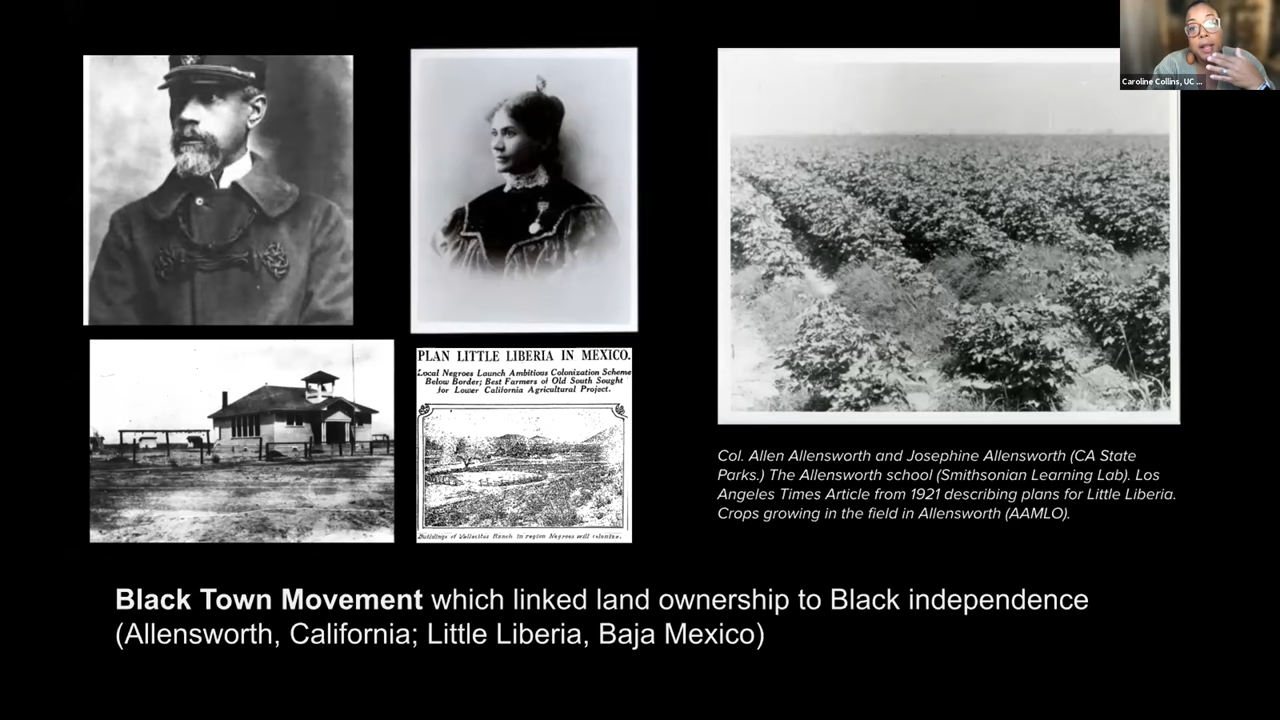 Caroline Collins, UC ...
PLAN LITTLE LIBERIA IN MEXICO.
Local Negroes Launch Ambitious Colonization Scheme
Below Border; Best Farmers of Old South Sought
for Lower California Agricultural Project.
Buildings of Vallecitos Ranch in region Negroes will colonize.
Col. Allen Allensworth and Josephine Allensworth (CA State
Parks.) The Allensworth school (Smithsonian Learning Lab). Los
Angeles Times Article from 1921 describing plans for Little Liberia.
Crops growing in the field in Allensworth (AAMLO).
Black Town Movement which linked land ownership to Black independence
(Allensworth, California; Little Liberia, Baja Mexico)